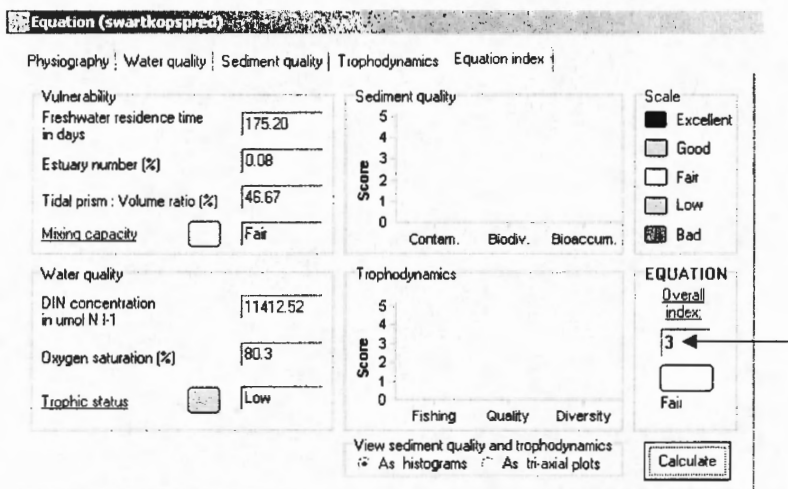 Equation (swartkopspred)
Physiography Water quality Sediment quality Trophodynamics Equation index
Vulnerability
Freshwater residence time
in days
175.20
Estuary number (%)
0.08
Tidal prism : Volume ratio (%)
46.67
Mixing capacity
Fair
Sediment quality
Score
5
4
3
2
1
0
Contam. Biodiv. Bioaccum.
Scale
Excellent
Good
Fair
Low
Bad
Water quality
DIN concentration
in umol N l-1
11412.52
Oxygen saturation (%)
80.3
Trophic status
Low
Trophodynamics
Score
5
4
3
2
1
0
Fishing Quality Diversity
EQUATION
Overall
index:
3
Fair
View sediment quality and trophodynamics
As histograms As tri-axial plots
Calculate